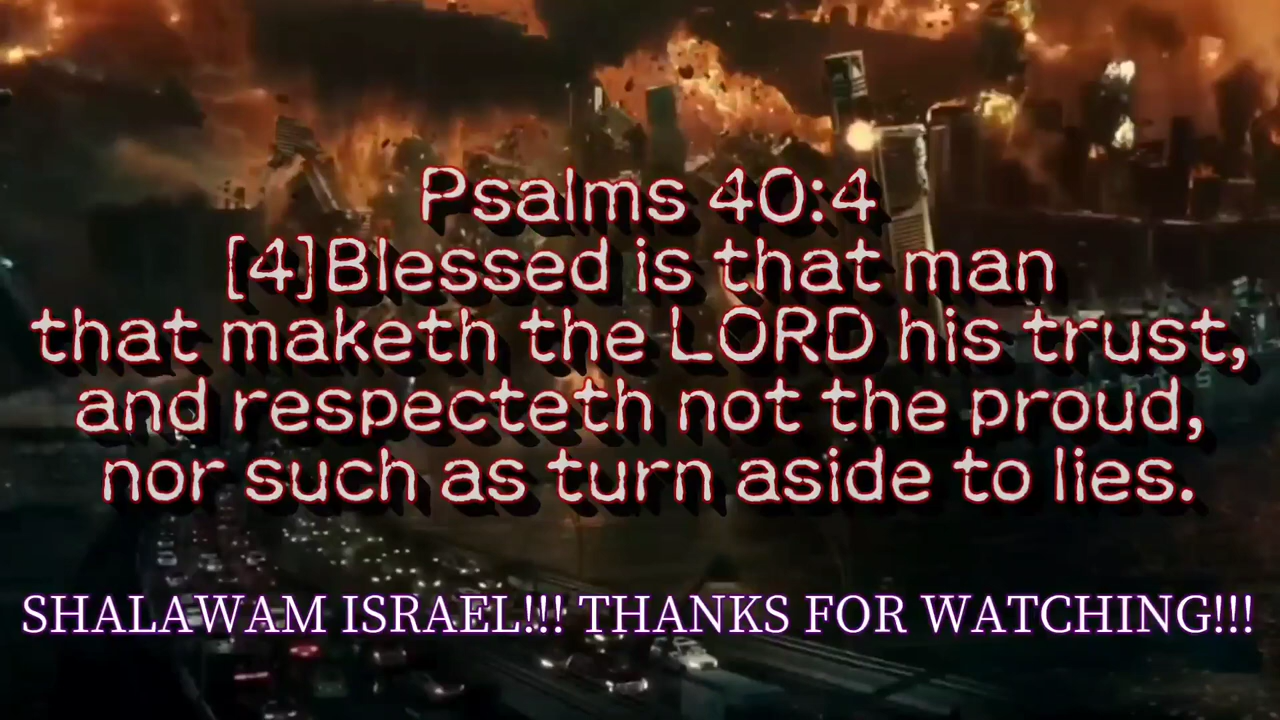 Psalms 40:4
[4]Blessed is that man
that maketh the LORD his trust,
and respecteth not the proud,
nor such as turn aside to lies.
SHALAWAM ISRAEL!!! THANKS FOR WATCHING!!!